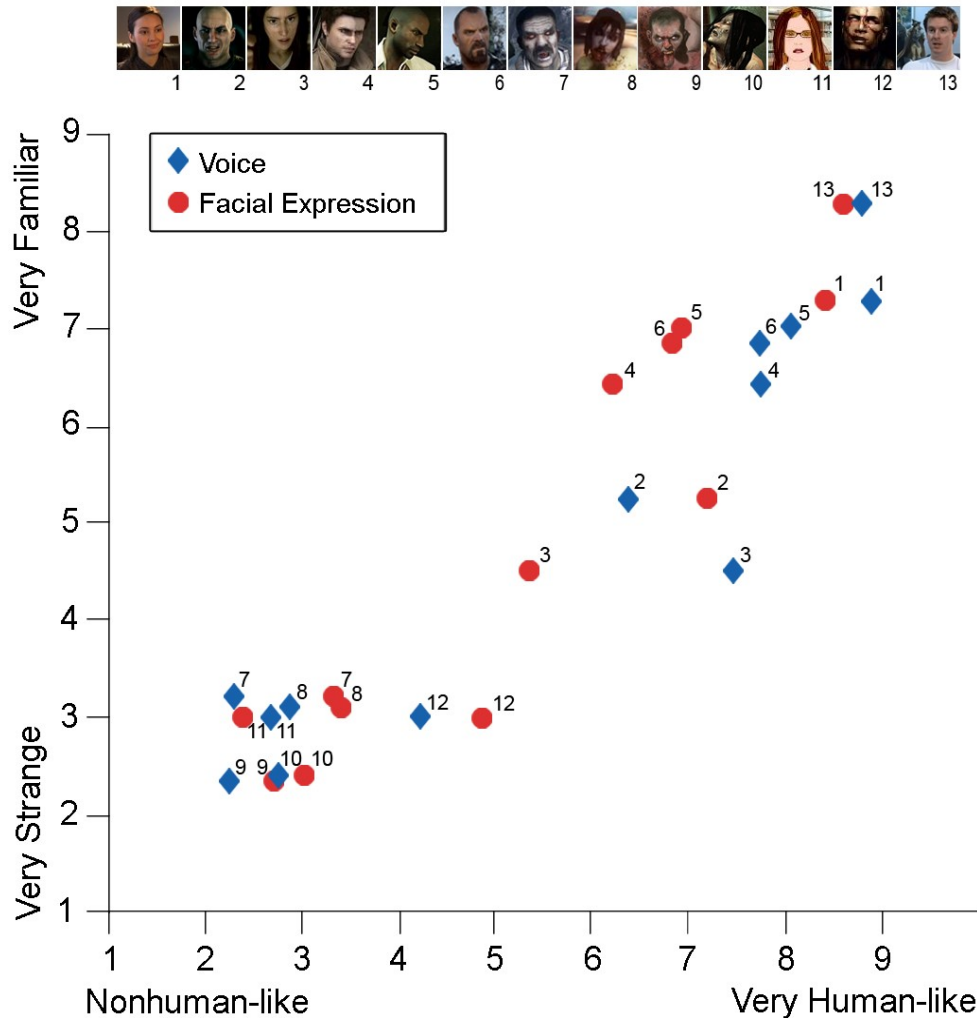 1 2 3 4 5 6 7 8 9 10 11 12 13
Very Familiar
Very Strange
9
8
7
6
5
4
3
2
1
Voice
Facial Expression
13 13
1 1
6 5 6 5
4 4
2 2
3 3
7 8 7 8 12 12
11 11
9 9 10 10
1 2 3 4 5 6 7 8 9
Nonhuman-like Very Human-like